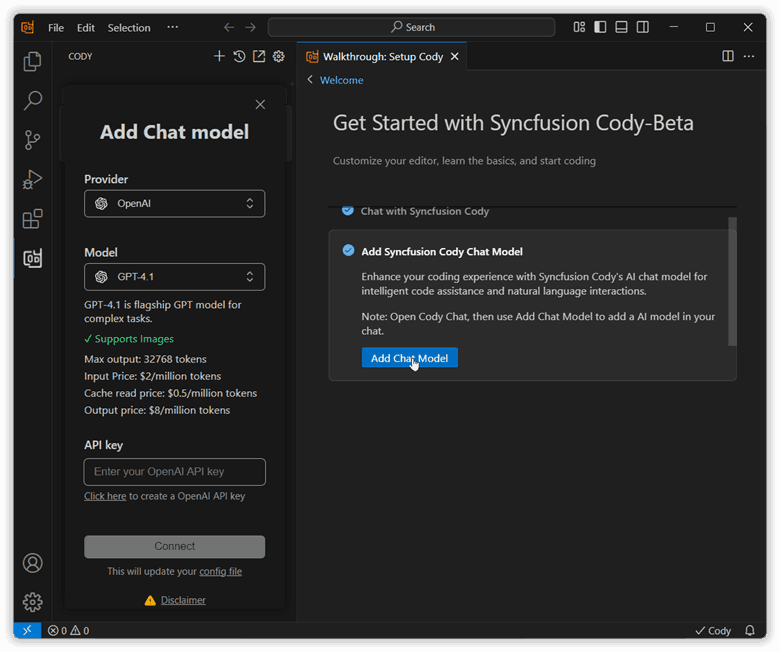 File Edit Selection ··· Search
CODY
Add Chat model
Provider
OpenAI
Model
GPT-4.1
GPT-4.1 is flagship GPT model for
complex tasks.
✓ Supports Images
Max output: 32768 tokens
Input Price: $2/million tokens
Cache read price: $0.5/million tokens
Output price: $8/million tokens
API key
Enter your OpenAI API key
Click here to create a OpenAI API key
Connect
This will update your config file
Disclaimer
Walkthrough: Setup Cody
Welcome
Get Started with Syncfusion Cody-Beta
Customize your editor, learn the basics, and start coding
Chat with Syncfusion Cody
Add Syncfusion Cody Chat Model
Enhance your coding experience with Syncfusion Cody's AI chat model for
intelligent code assistance and natural language interactions.
Note: Open Cody Chat, then use Add Chat Model to add a AI model in your
chat.
Add Chat Model
0 0
Cody